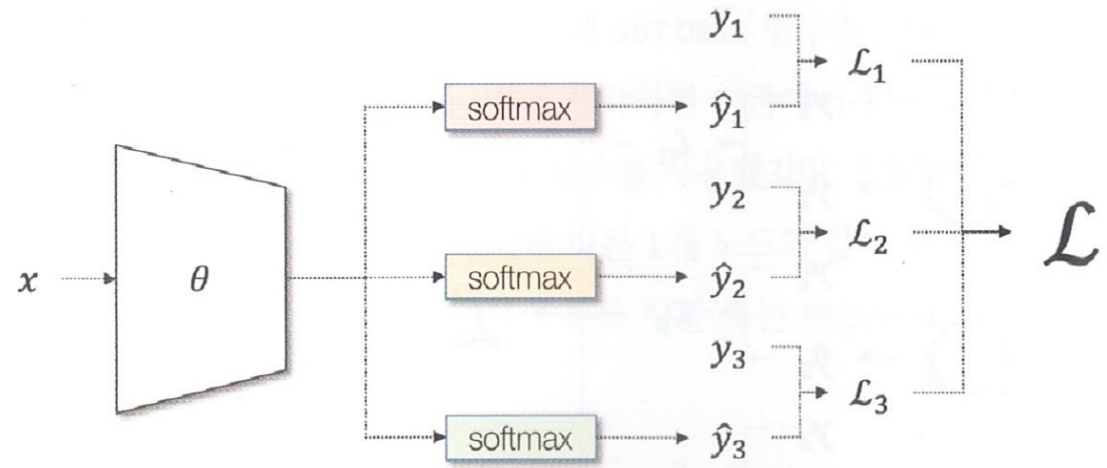 y₁
ℒ₁
softmax
ŷ₁
y₂
ℒ₂
ℒ
x
θ
softmax
ŷ₂
y₃
ℒ₃
softmax
ŷ₃